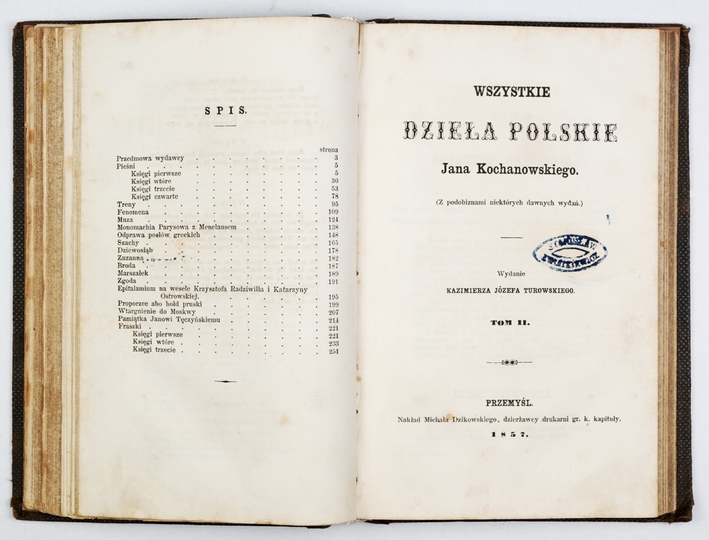 SPIS.
strona
Przedmowa wydawcy 3
Pieśni 5
Księgi pierwsze 5
Księgi wtóre 30
Księgi trzecie 53
Księgi czwarte 78
Treny 95
Fenomena 109
Muza 124
Monomachia Parysowa z Menelausem 138
Odprawa posłów greckich 148
Szachy 165
Dziewosłąb 178
Zuzanna 182
Broda 187
Marszałek 189
Zgoda 191
Epitalamium na wesele Krzysztofa Radziwiłła i Katarzyny
Ostrowskiej. 195
Proporzec abo hołd pruski 199
Wtargnienie do Moskwy 207
Pamiątka Janowi Tęczyńskiemu 214
Fraszki 221
Księgi pierwsze 221
Księgi wtóre 233
Księgi trzecie 251
WSZYSTKIE
DZIEŁA POLSKIE
Jana Kochanowskiego.
(Z podobiznami niektórych dawnych wydań.)
Wydanie
KAZIMIERZA JÓZEFA TUROWSKIEGO.
TOM II.
PRZEMYŚL.
Nakład Michała Dzikowskiego, dzierżawcy drukarni gr. k. kapituły.
1857.